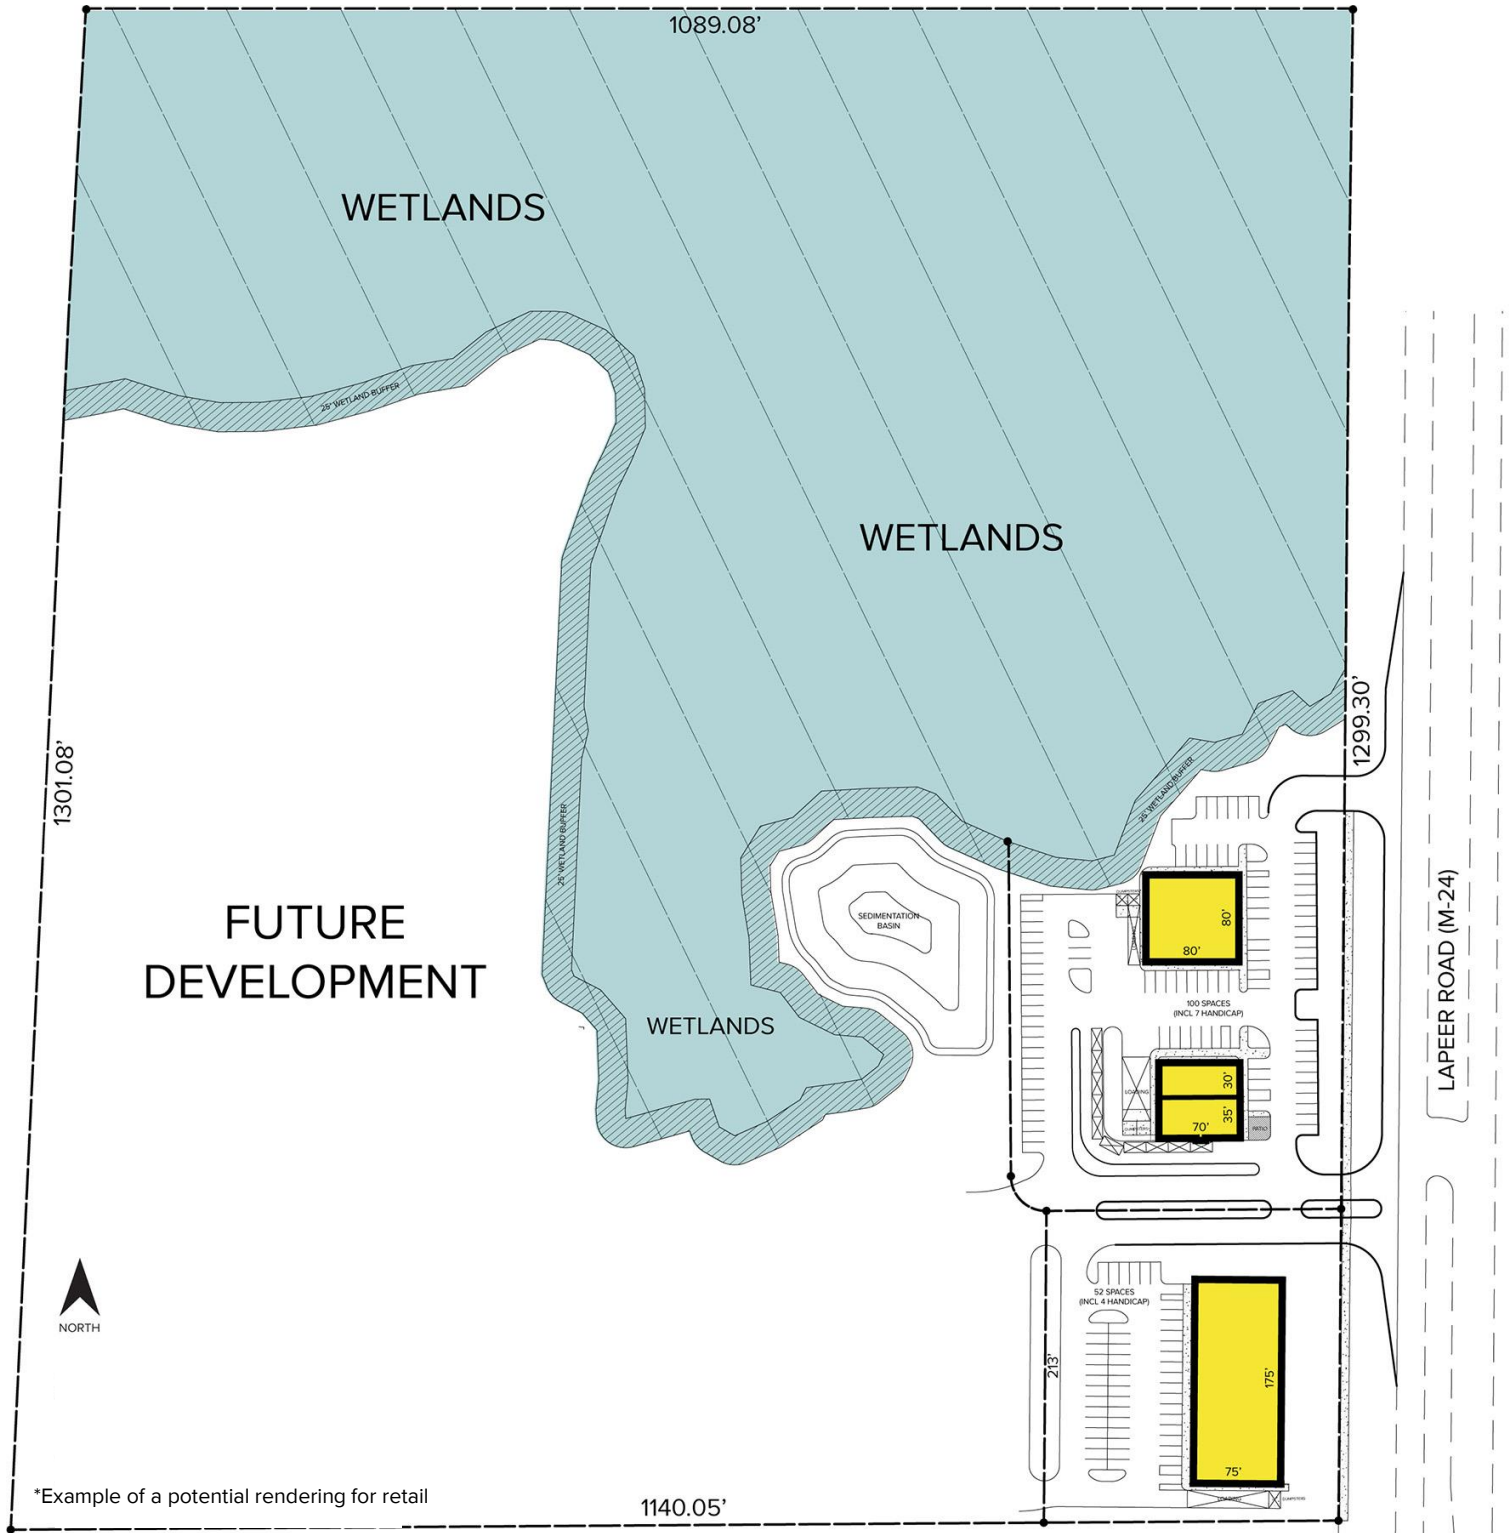 1089.08’
WETLANDS
25' WETLAND BUFFER
WETLANDS
1299.30’
1301.08’
25' WETLAND BUFFER
25' WETLAND BUFFER
80’
80’
SEDIMENTATION
BASIN
FUTURE
DEVELOPMENT
LAPEER ROAD (M-24)
100 SPACES
(INCL 7 HANDICAP)
WETLANDS
30’
LOADING
35’
70’
PATIO
52 SPACES
(INCL 4 HANDICAP)
NORTH
213’
175’
75’
LOADING
DUMPSTERS
*Example of a potential rendering for retail
1140.05’